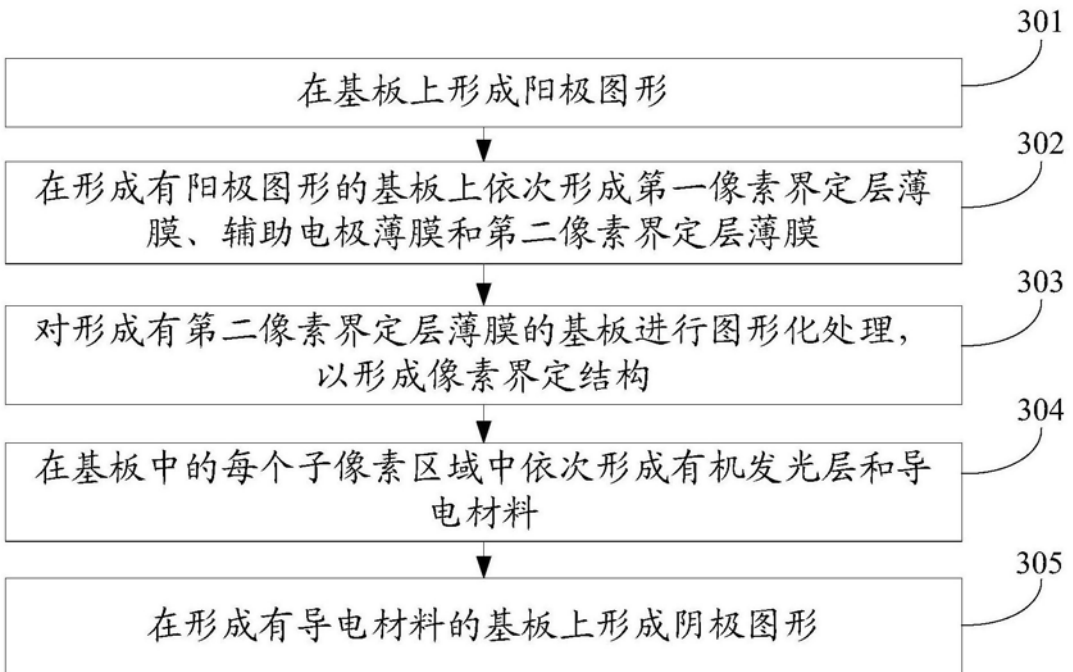 301
在基板上形成阳极图形
302
在形成有阳极图形的基板上依次形成第一像素界定层薄
膜、辅助电极薄膜和第二像素界定层薄膜
303
对形成有第二像素界定层薄膜的基板进行图形化处理，
以形成像素界定结构
304
在基板中的每个子像素区域中依次形成有机发光层和导
电材料
305
在形成有导电材料的基板上形成阴极图形